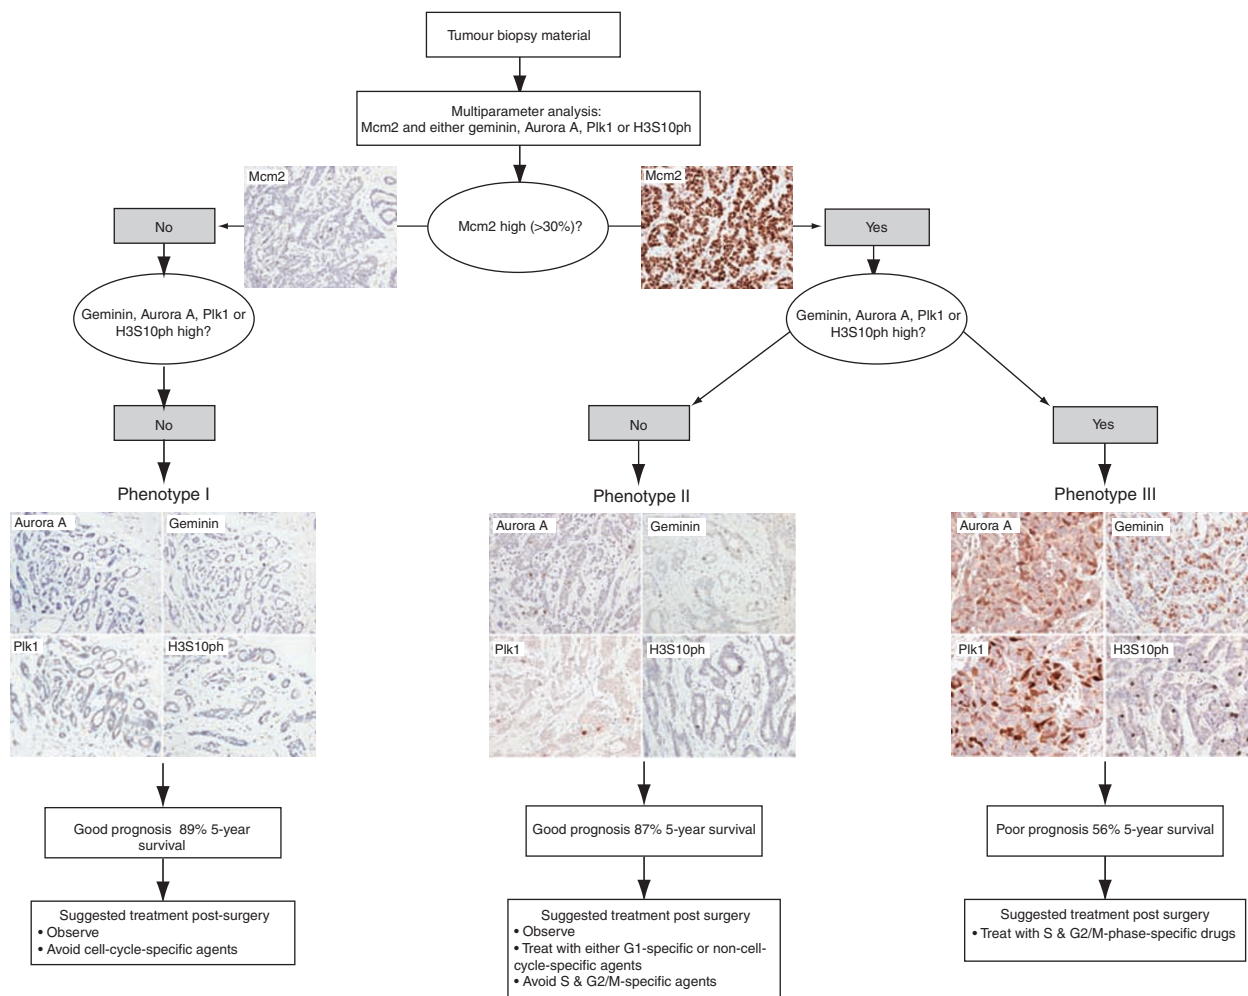 Tumour biopsy material
Multiparameter analysis:
Mcm2 and either geminin, Aurora A, Plk1 or H3S10ph
Mcm2
Mcm2 high (>30%)?
Mcm2
No
Yes
Geminin, Aurora A, Plk1 or
H3S10ph high?
Geminin, Aurora A, Plk1 or
H3S10ph high?
No
No
Yes
Phenotype I
Phenotype II
Phenotype III
Aurora A
Geminin
Plk1
H3S10ph
Aurora A
Geminin
Plk1
H3S10ph
Aurora A
Geminin
Plk1
H3S10ph
Good prognosis 89% 5-year
survival
Good prognosis 87% 5-year survival
Poor prognosis 56% 5-year survival
Suggested treatment post-surgery
• Observe
• Avoid cell-cycle-specific agents
Suggested treatment post surgery
• Observe
• Treat with either G1-specific or non-cell-
cycle-specific agents
• Avoid S & G2/M-specific agents
Suggested treatment post surgery
• Treat with S & G2/M-phase-specific drugs